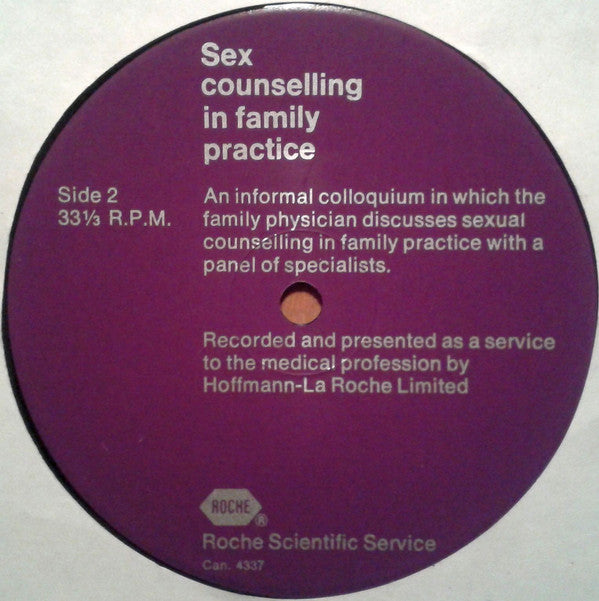 Sex
counselling
in family
practice
Side 2
33⅓ R.P.M.
An informal colloquium in which the
family physician discusses sexual
counselling in family practice with a
panel of specialists.
Recorded and presented as a service
to the medical profession by
Hoffmann-La Roche Limited
ROCHE®
Roche Scientific Service
Can. 4337